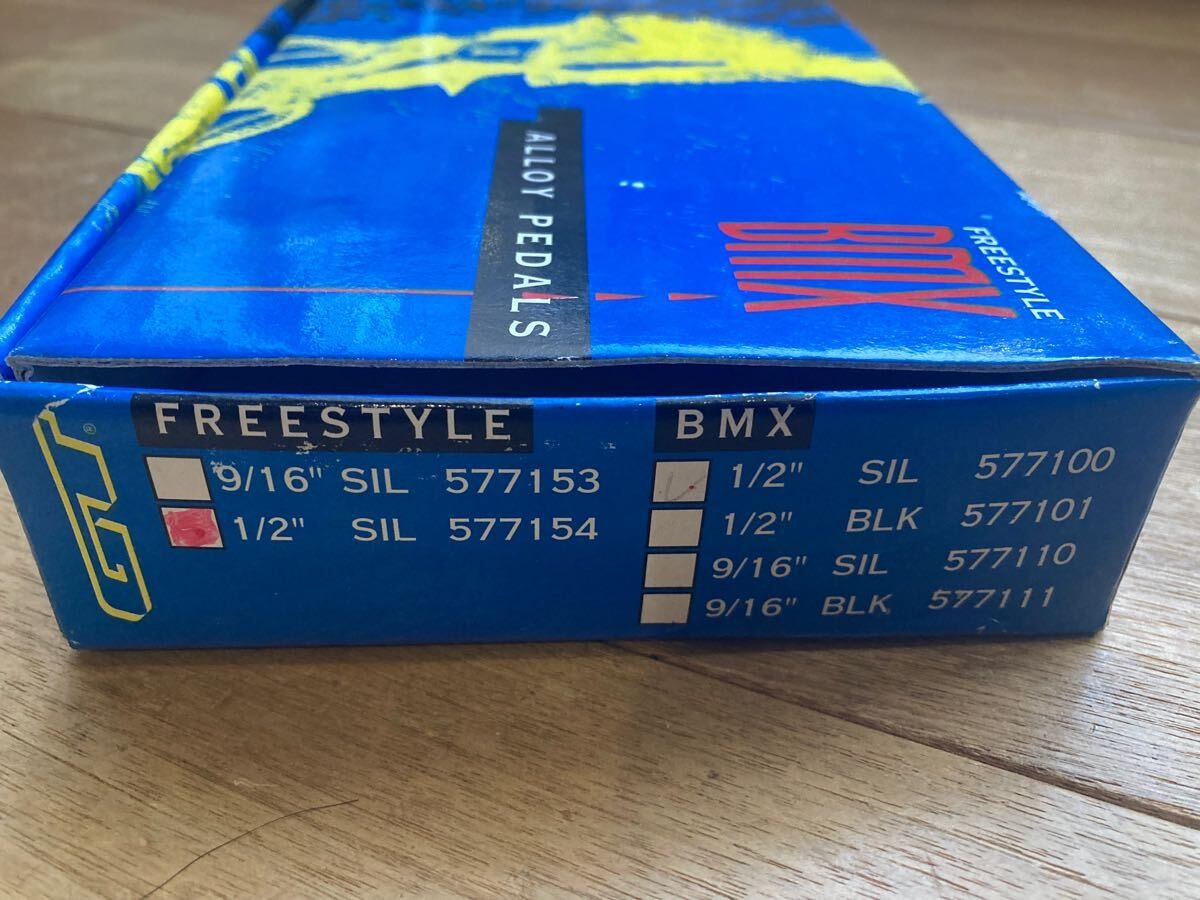 ALLOY PEDALS
FREESTYLE
BMX
FREESTYLE
9/16" SIL 577153
1/2" SIL 577154
GT
®
BMX
1/2" SIL 577100
1/2" BLK 577101
9/16" SIL 577110
9/16" BLK 577111